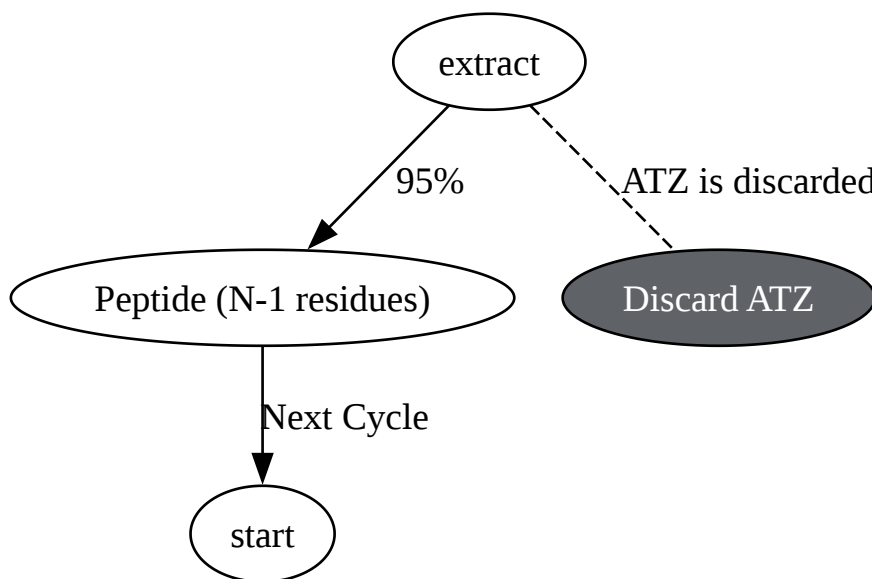 extract
95%
ATZ is discarded
Peptide (N-1 residues)
Discard ATZ
Next Cycle
start